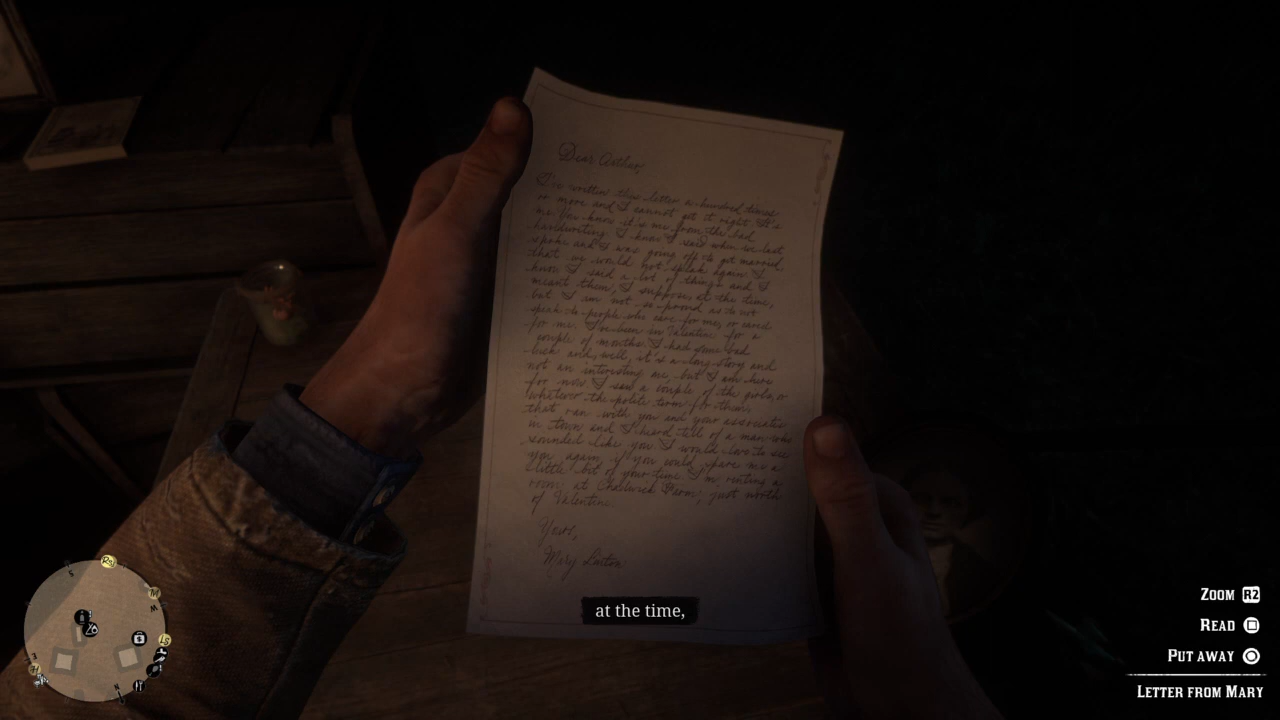 Dear Arthur,
I've written this letter a hundred times
or more and I cannot get it right. It's
me. You know it's me from the bad
handwriting. I know I said when we last
spoke and I was going off to get married,
that we would not speak again. I
know I said a lot of things and I
meant them, I suppose, at the time,
but I am not so proud as to not
speak to people who care for me, or cared
for me. I've been in Valentine for a
couple of months. I had some bad
luck and, well, it's a long story and
not an interesting one, but I am here
for now. I saw a couple of the girls, or
whatever the polite term for them,
that ran with you and your associates
in town and I heard tell of a man who
sounded like you. I would love to see
you again, if you would spare me a
little bit of your time. I'm renting a
room at Chadwick Farm, just north
of Valentine.
Yours,
Mary Linton
at the time,
ZOOM R2
READ
PUT AWAY
LETTER FROM MARY